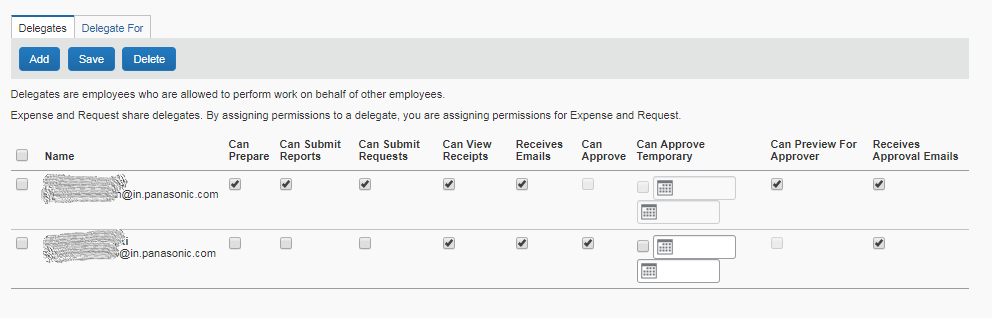 Delegates Delegate For
Add Save Delete
Delegates are employees who are allowed to perform work on behalf of other employees.
Expense and Request share delegates. By assigning permissions to a delegate, you are assigning permissions for Expense and Request.
Name
Can Prepare
Can Submit Reports
Can Submit Requests
Can View Receipts
Receives Emails
Can Approve
Can Approve Temporary
Can Preview For Approver
Receives Approval Emails
@in.panasonic.com
@in.panasonic.com